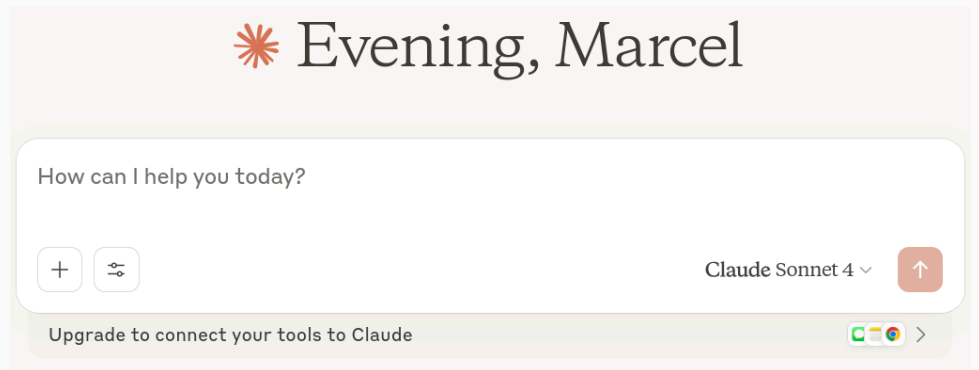 Evening, Marcel
How can I help you today?
Claude Sonnet 4
Upgrade to connect your tools to Claude